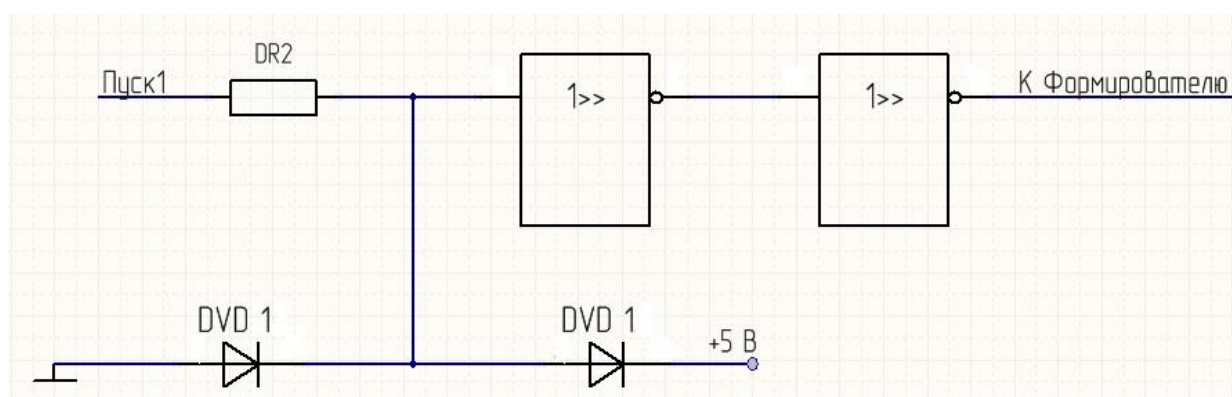 DR2
Пуск1
1>>
1>>
К Формирователю
DVD 1
DVD 1
+5 В